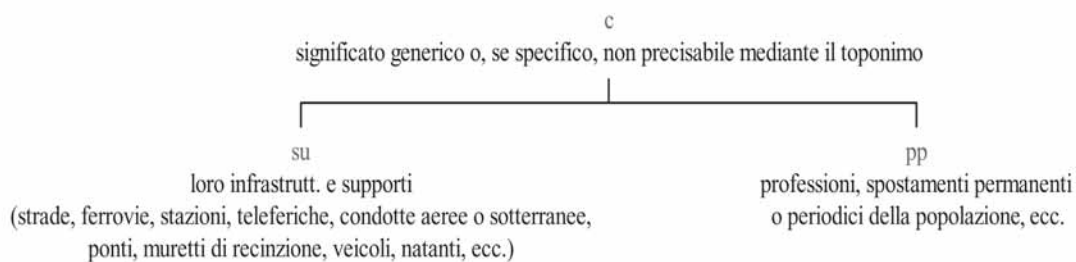 c
significato generico o, se specifico, non precisabile mediante il toponimo
su
loro infrastrutt. e supporti
(strade, ferrovie, stazioni, teleferiche, condotte aeree o sotterranee,
ponti, muretti di recinzione, veicoli, natanti, ecc.)
pp
professioni, spostamenti permanenti
o periodici della popolazione, ecc.